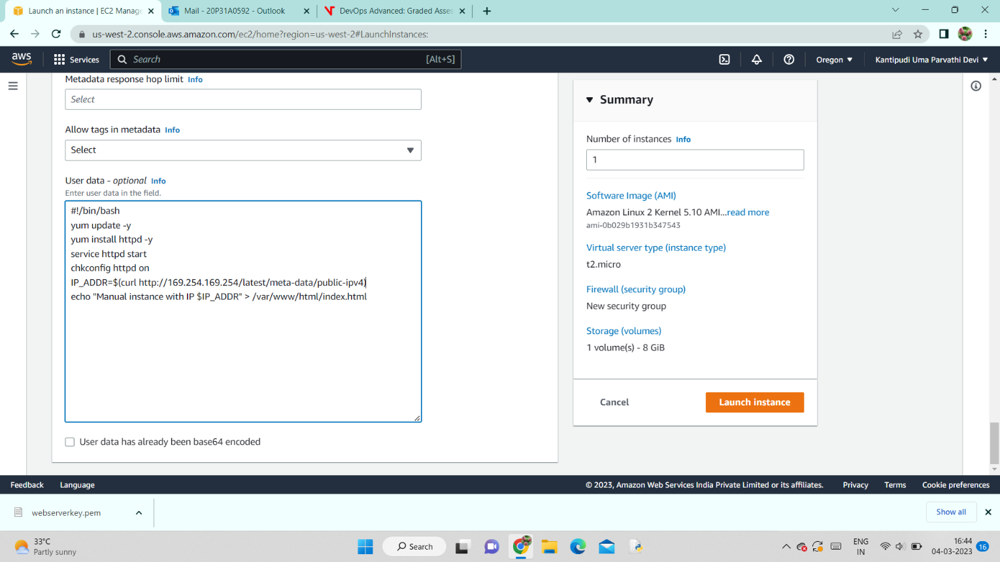 Launch an instance | EC2 Manage
Mail - 20P31A0592 - Outlook
DevOps Advanced: Graded Asses
us-west-2.console.aws.amazon.com/ec2/home?region=us-west-2#LaunchInstances:
aws
Services
Search
[Alt+S]
Oregon
Kantipudi Uma Parvathi Devi
Metadata response hop limit Info
Select
Allow tags in metadata Info
Select
User data - optional Info
Enter user data in the field.
#!/bin/bash
yum update -y
yum install httpd -y
service httpd start
chkconfig httpd on
IP_ADDR=$(curl http://169.254.169.254/latest/meta-data/public-ipv4)
echo "Manual instance with IP $IP_ADDR" > /var/www/html/index.html
User data has already been base64 encoded
Summary
Number of instances Info
1
Software Image (AMI)
Amazon Linux 2 Kernel 5.10 AMI...read more
ami-0b029b1931b347543
Virtual server type (instance type)
t2.micro
Firewall (security group)
New security group
Storage (volumes)
1 volume(s) - 8 GiB
Cancel
Launch instance
Feedback
Language
© 2023, Amazon Web Services India Private Limited or its affiliates.
Privacy
Terms
Cookie preferences
webserverkey.pem
Show all
33°C
Partly sunny
Search
ENG
IN
16:44
04-03-2023
16